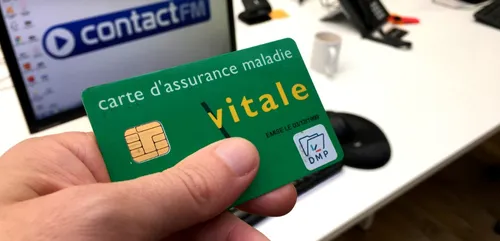 contactFM
carte d'assurance maladie
vitale
DMP